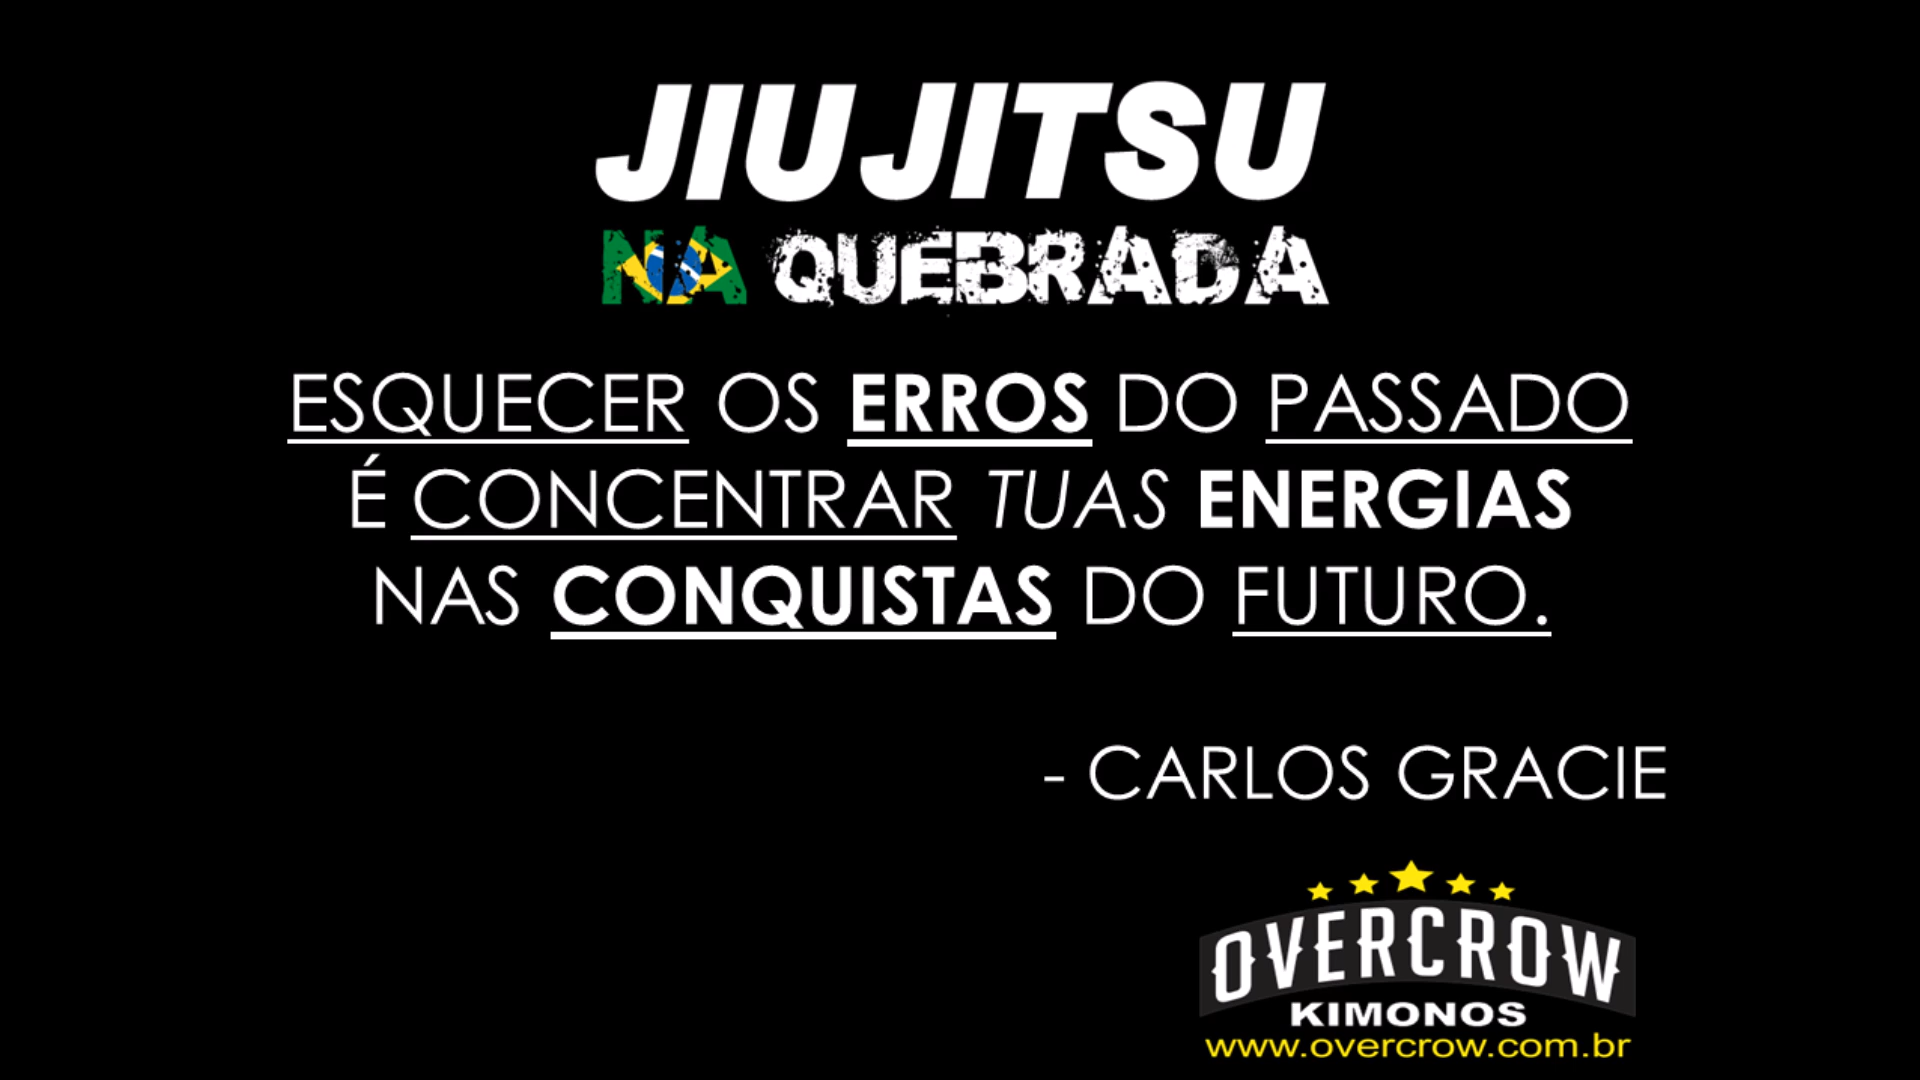 JIUJITSU
NA QUEBRADA
ESQUECER OS ERROS DO PASSADO
É CONCENTRAR TUAS ENERGIAS
NAS CONQUISTAS DO FUTURO.
- CARLOS GRACIE
OVERCROW
KIMONOS
www.overcrow.com.br